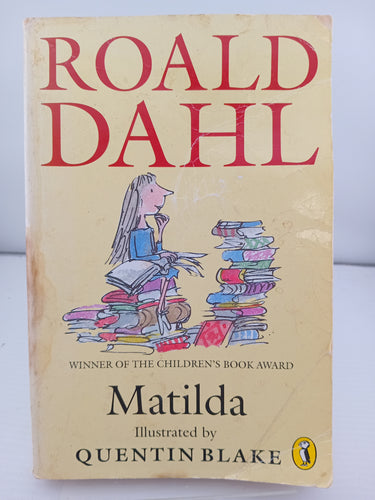 ROALD
DAHL
WINNER OF THE CHILDREN'S BOOK AWARD
Matilda
Illustrated by
QUENTIN BLAKE